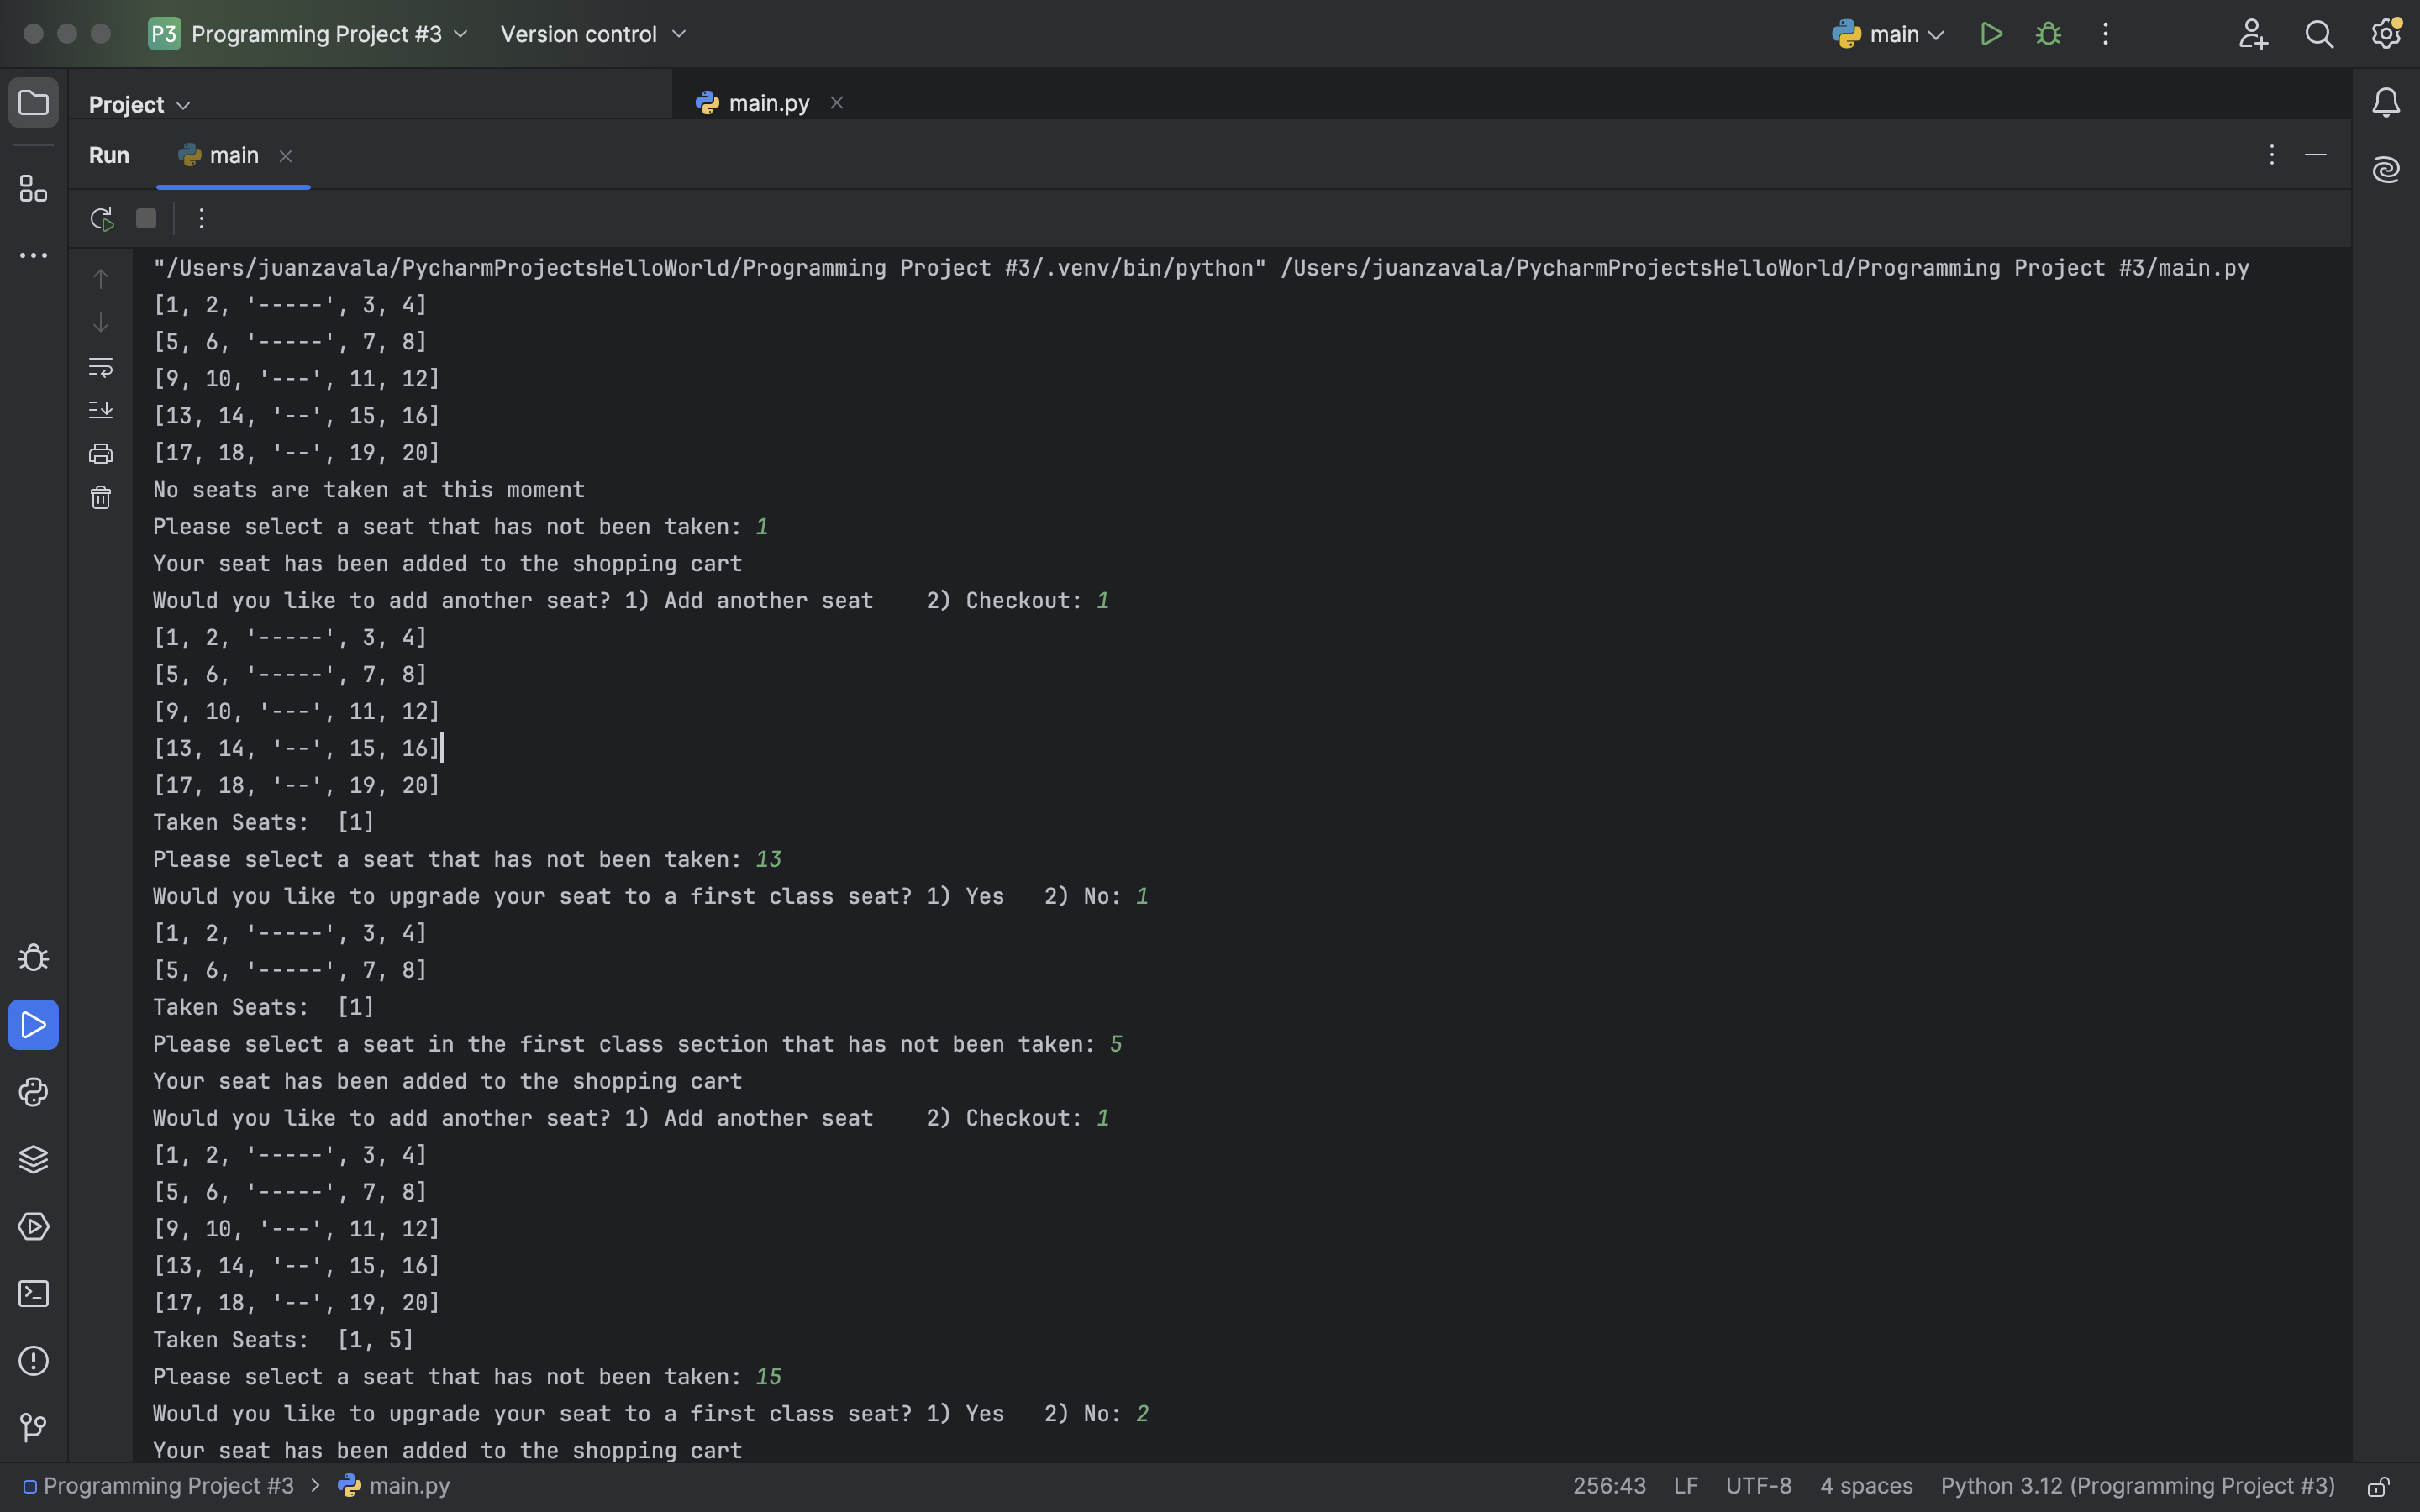 P3 Programming Project #3 Version control main
Project main.py
Run main
"/Users/juanzavala/PycharmProjectsHelloWorld/Programming Project #3/.venv/bin/python" /Users/juanzavala/PycharmProjectsHelloWorld/Programming Project #3/main.py
[1, 2, '-----', 3, 4]
[5, 6, '-----', 7, 8]
[9, 10, '---', 11, 12]
[13, 14, '--', 15, 16]
[17, 18, '--', 19, 20]
No seats are taken at this moment
Please select a seat that has not been taken: 1
Your seat has been added to the shopping cart
Would you like to add another seat? 1) Add another seat    2) Checkout: 1
[1, 2, '-----', 3, 4]
[5, 6, '-----', 7, 8]
[9, 10, '---', 11, 12]
[13, 14, '--', 15, 16]
[17, 18, '--', 19, 20]
Taken Seats:  [1]
Please select a seat that has not been taken: 13
Would you like to upgrade your seat to a first class seat? 1) Yes   2) No: 1
[1, 2, '-----', 3, 4]
[5, 6, '-----', 7, 8]
Taken Seats:  [1]
Please select a seat in the first class section that has not been taken: 5
Your seat has been added to the shopping cart
Would you like to add another seat? 1) Add another seat    2) Checkout: 1
[1, 2, '-----', 3, 4]
[5, 6, '-----', 7, 8]
[9, 10, '---', 11, 12]
[13, 14, '--', 15, 16]
[17, 18, '--', 19, 20]
Taken Seats:  [1, 5]
Please select a seat that has not been taken: 15
Would you like to upgrade your seat to a first class seat? 1) Yes   2) No: 2
Your seat has been added to the shopping cart
Programming Project #3 > main.py 256:43 LF UTF-8 4 spaces Python 3.12 (Programming Project #3)